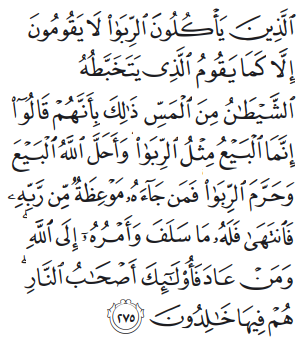 ٱلَّذِينَ يَأۡكُلُونَ ٱلرِّبَوٰاْ لَا يَقُومُونَ
إِلَّا كَمَا يَقُومُ ٱلَّذِي يَتَخَبَّطُهُ
ٱلشَّيۡطَٰنُ مِنَ ٱلۡمَسِّۚ ذَٰلِكَ بِأَنَّهُمۡ قَالُوٓاْ
إِنَّمَا ٱلۡبَيۡعُ مِثۡلُ ٱلرِّبَوٰاْۗ وَأَحَلَّ ٱللَّهُ ٱلۡبَيۡعَ
وَحَرَّمَ ٱلرِّبَوٰاْۚ فَمَن جَآءَهُۥ مَوۡعِظَةٞ مِّن رَّبِّهِۦ
فَٱنتَهَىٰ فَلَهُۥ مَا سَلَفَ وَأَمۡرُهُۥٓ إِلَى ٱللَّهِۖ
وَمَنۡ عَادَ فَأُوْلَٰٓئِكَ أَصۡحَٰبُ ٱلنَّارِۖ
هُمۡ فِيهَا خَٰلِدُونَ ٢٧٥